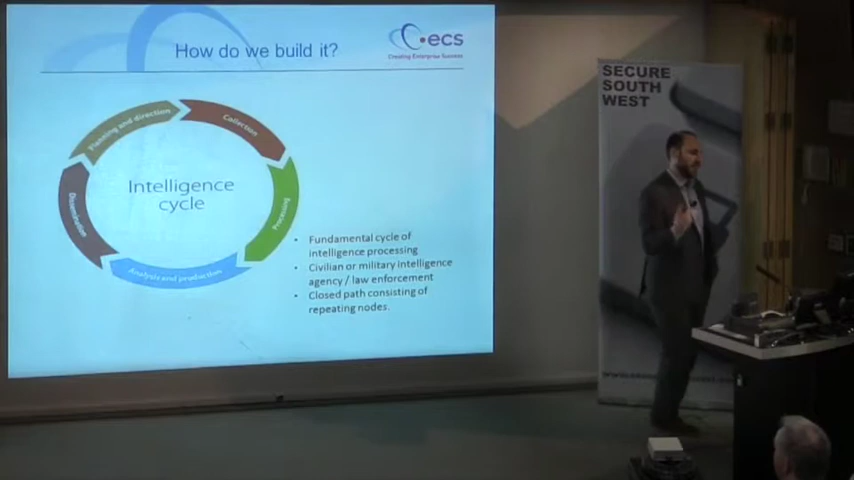 How do we build it?
ecs
Creating Enterprise Success
Planning and direction
Collection
Processing
Analysis and production
Dissemination
Intelligence
cycle
• Fundamental cycle of
intelligence processing
• Civilian or military intelligence
agency / law enforcement
• Closed path consisting of
repeating nodes.
SECURE
SOUTH
WEST